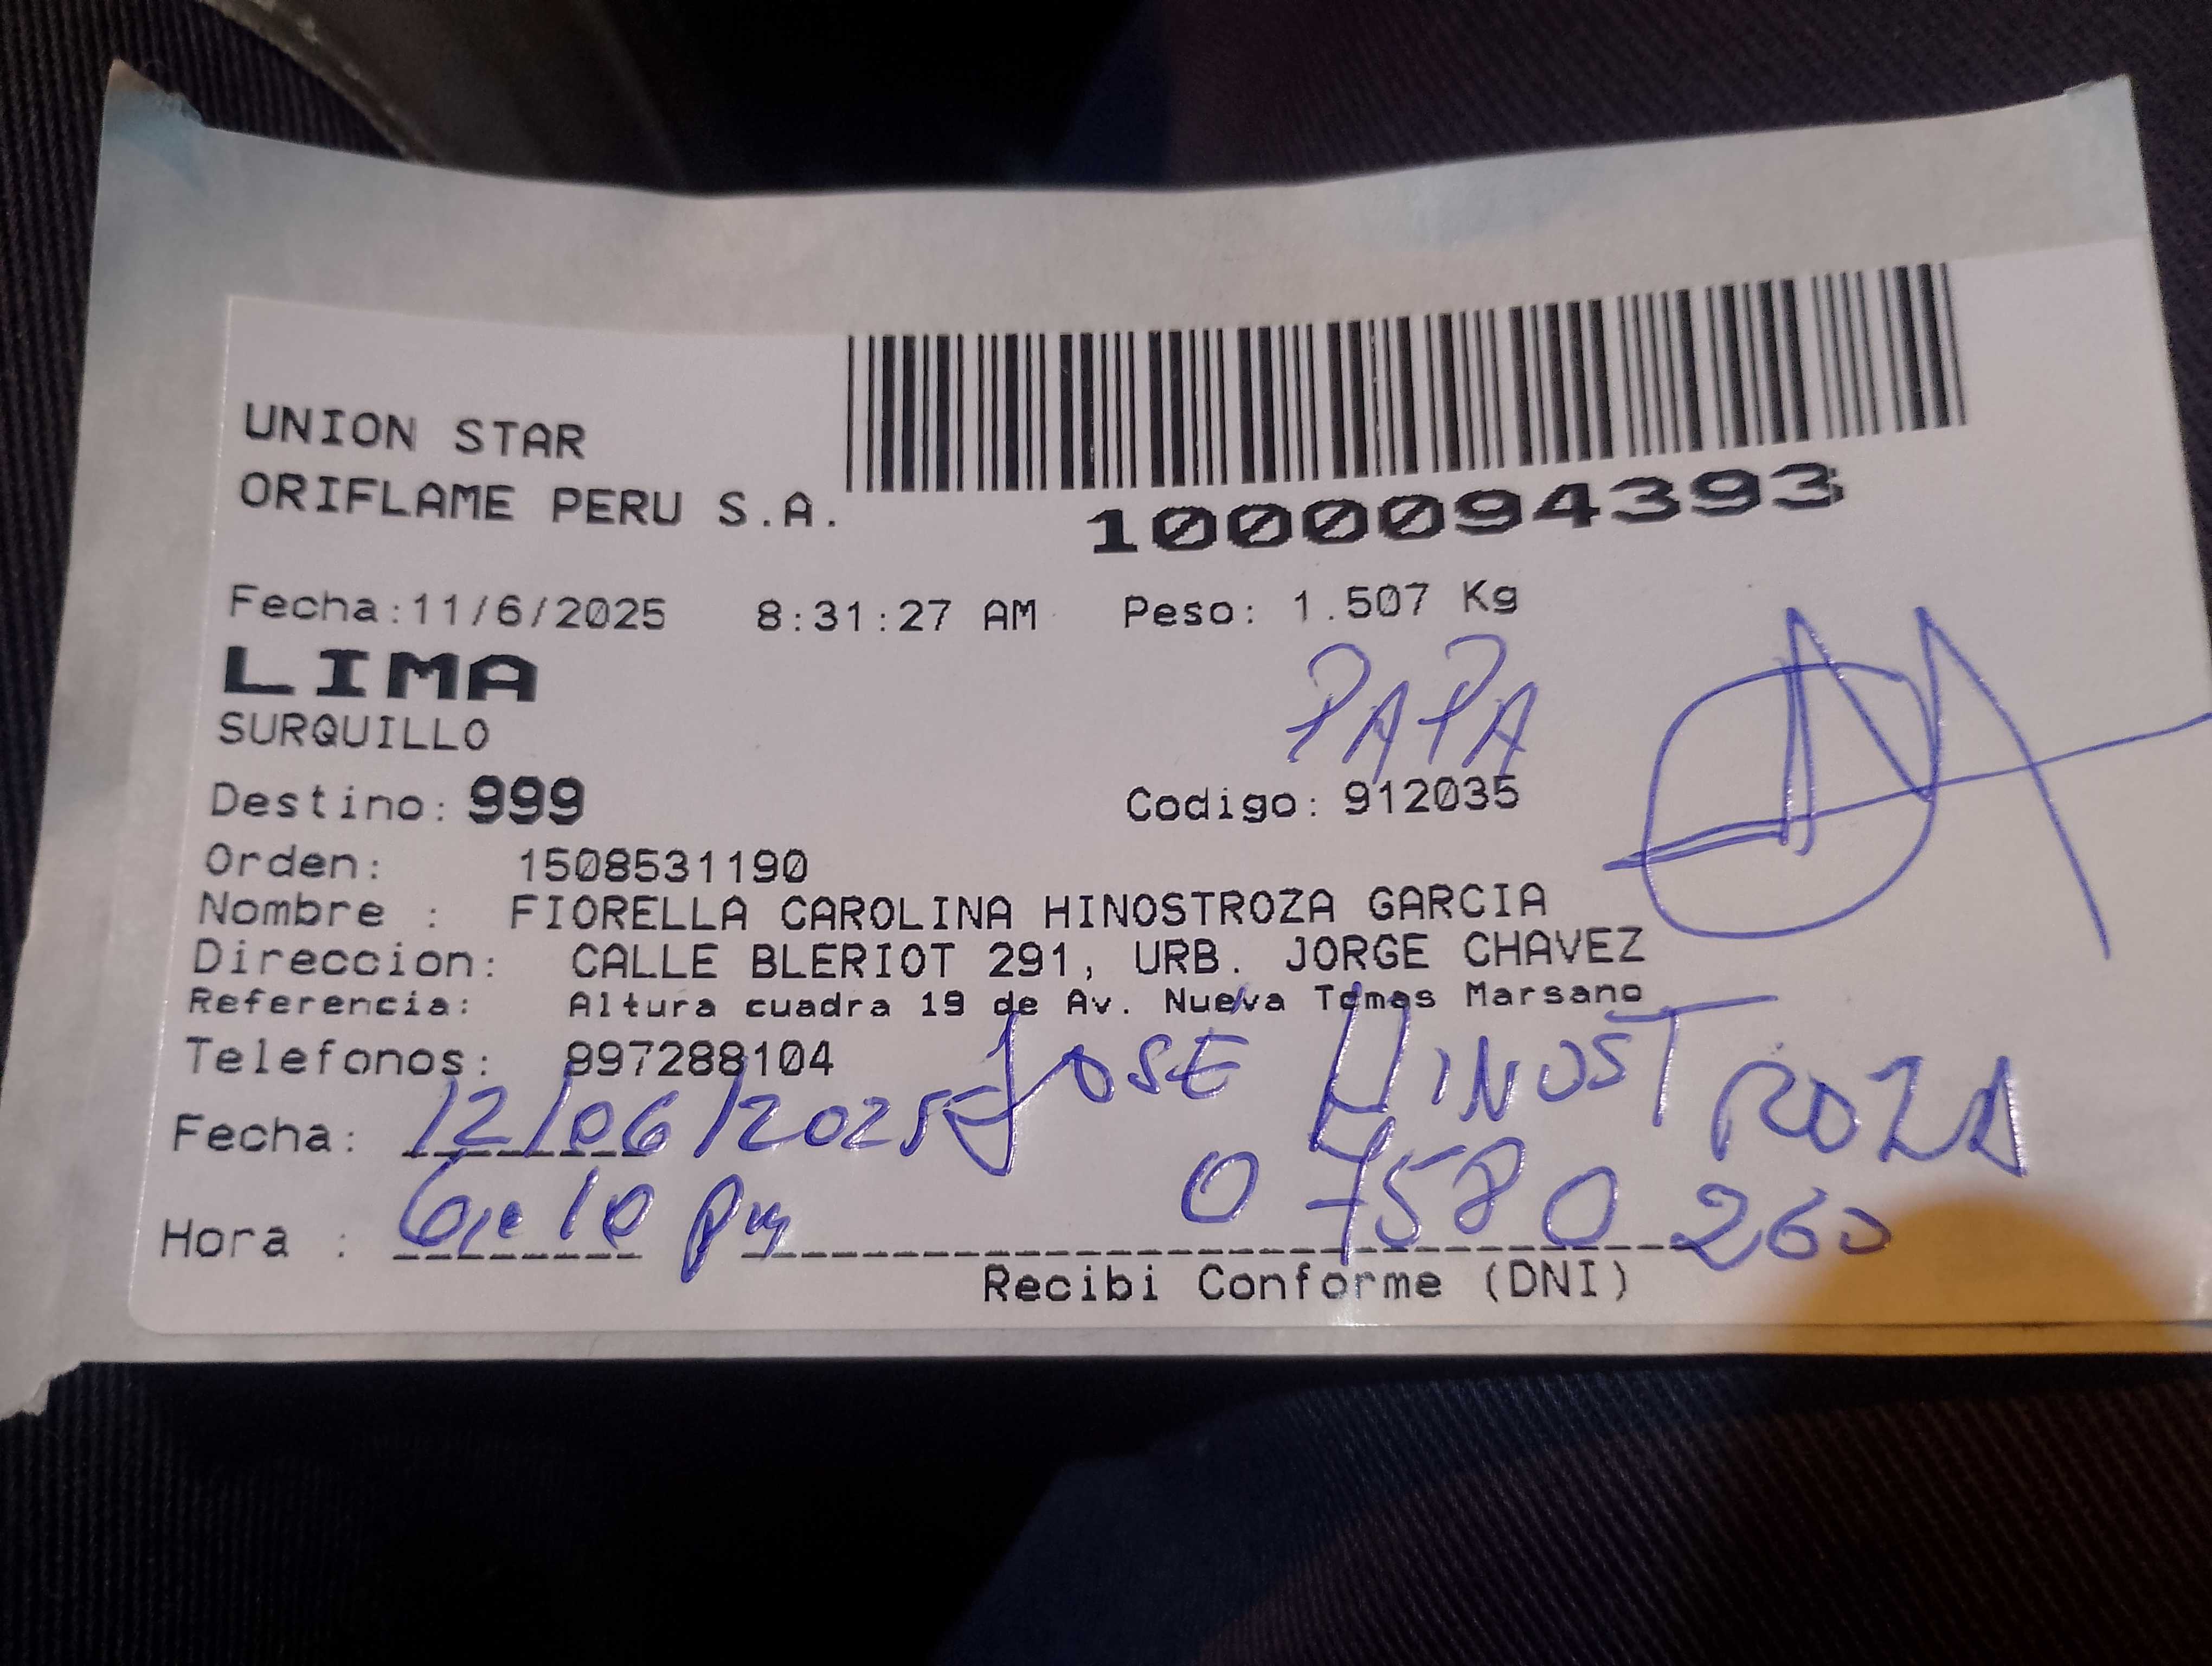 UNION STAR
ORIFLAME PERU S.A.
1000094393
Fecha:11/6/2025 8:31:27 AM Peso: 1.507 Kg
LIMA
SURQUILLO
PAPA
Destino: 999 Codigo: 912035
Orden: 1508531190
Nombre : FIORELLA CAROLINA HINOSTROZA GARCIA
Direccion: CALLE BLERIOT 291, URB. JORGE CHAVEZ
Referencia: Altura cuadra 19 de Av. Nueva Tomas Marsano
Telefonos: 997288104
JOSE HINOSTROZA
Fecha: 12/06/2025
07580260
Hora : 6:10 pm
Recibi Conforme (DNI)